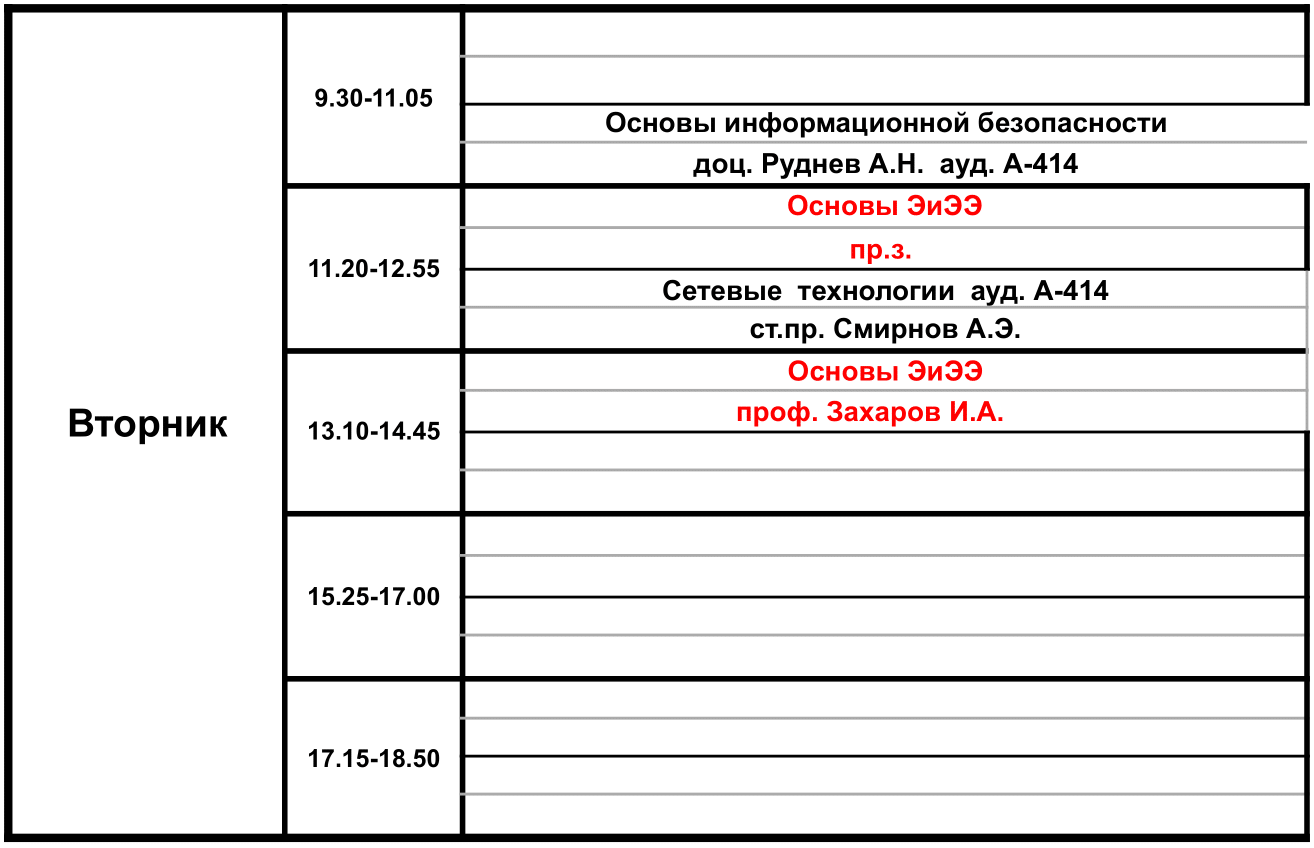 Вторник
9.30-11.05
Основы информационной безопасности
доц. Руднев А.Н. ауд. А-414
11.20-12.55
Основы ЭиЭЭ
пр.з.
Сетевые технологии ауд. А-414
ст.пр. Смирнов А.Э.
13.10-14.45
Основы ЭиЭЭ
проф. Захаров И.А.
15.25-17.00
17.15-18.50